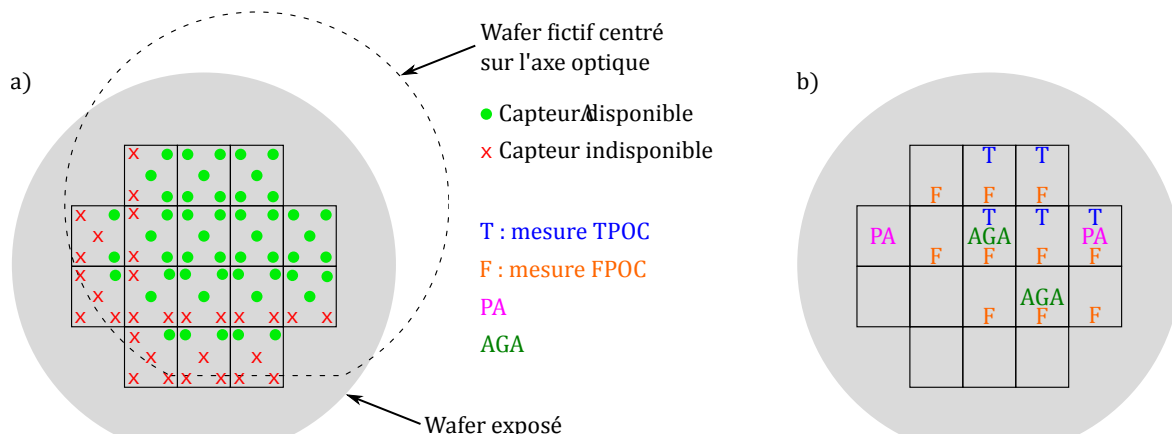 Wafer fictif centré
sur l'axe optique
a)
b)
Capteur disponible
x Capteur indisponible
T : mesure TPOC
F : mesure FPOC
PA
AGA
Wafer exposé
x
x
x
x
x
x
x
x
x
x
x
x
x x x x x x x x x x
x
x x x
x x x x x x
T T
F F F
T T T
PA AGA PA
F F F F
AGA
F F F